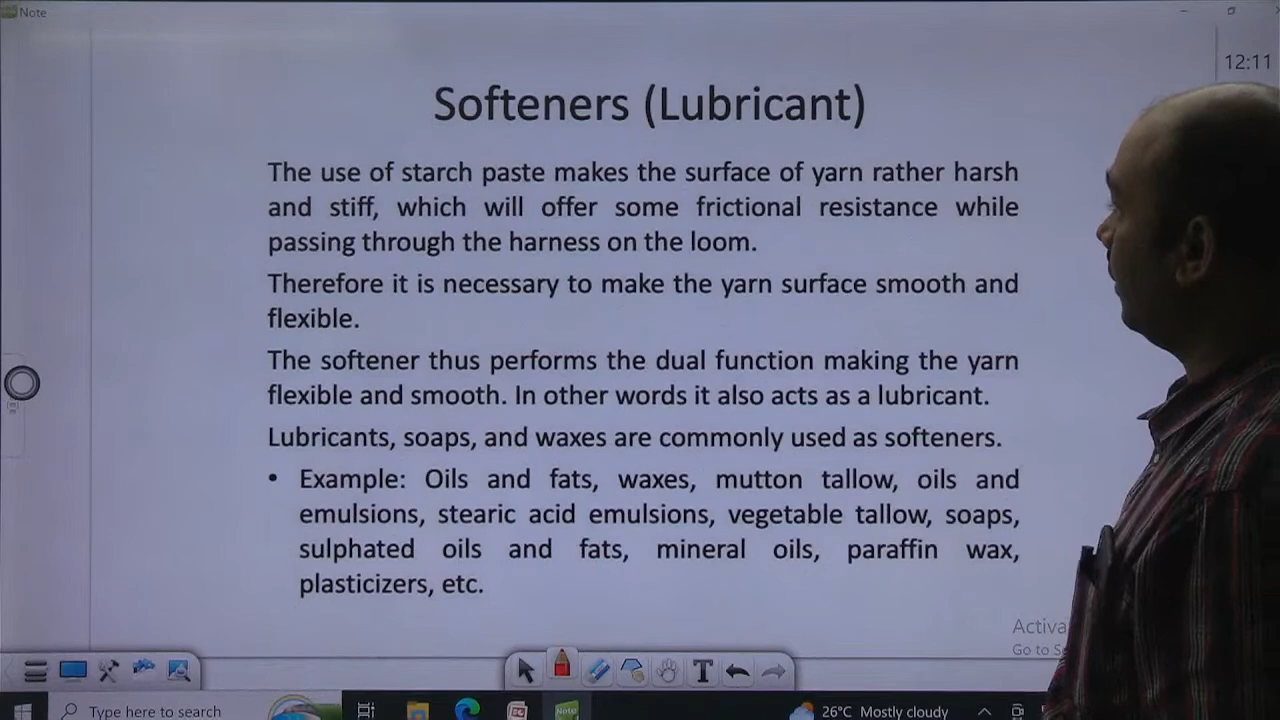 Note
12:11
Softeners (Lubricant)
The use of starch paste makes the surface of yarn rather harsh
and stiff, which will offer some frictional resistance while
passing through the harness on the loom.
Therefore it is necessary to make the yarn surface smooth and
flexible.
The softener thus performs the dual function making the yarn
flexible and smooth. In other words it also acts as a lubricant.
Lubricants, soaps, and waxes are commonly used as softeners.
• Example: Oils and fats, waxes, mutton tallow, oils and
emulsions, stearic acid emulsions, vegetable tallow, soaps,
sulphated oils and fats, mineral oils, paraffin wax,
plasticizers, etc.
Activa
Go to S
T
Type here to search
Note
26°C Mostly cloudy